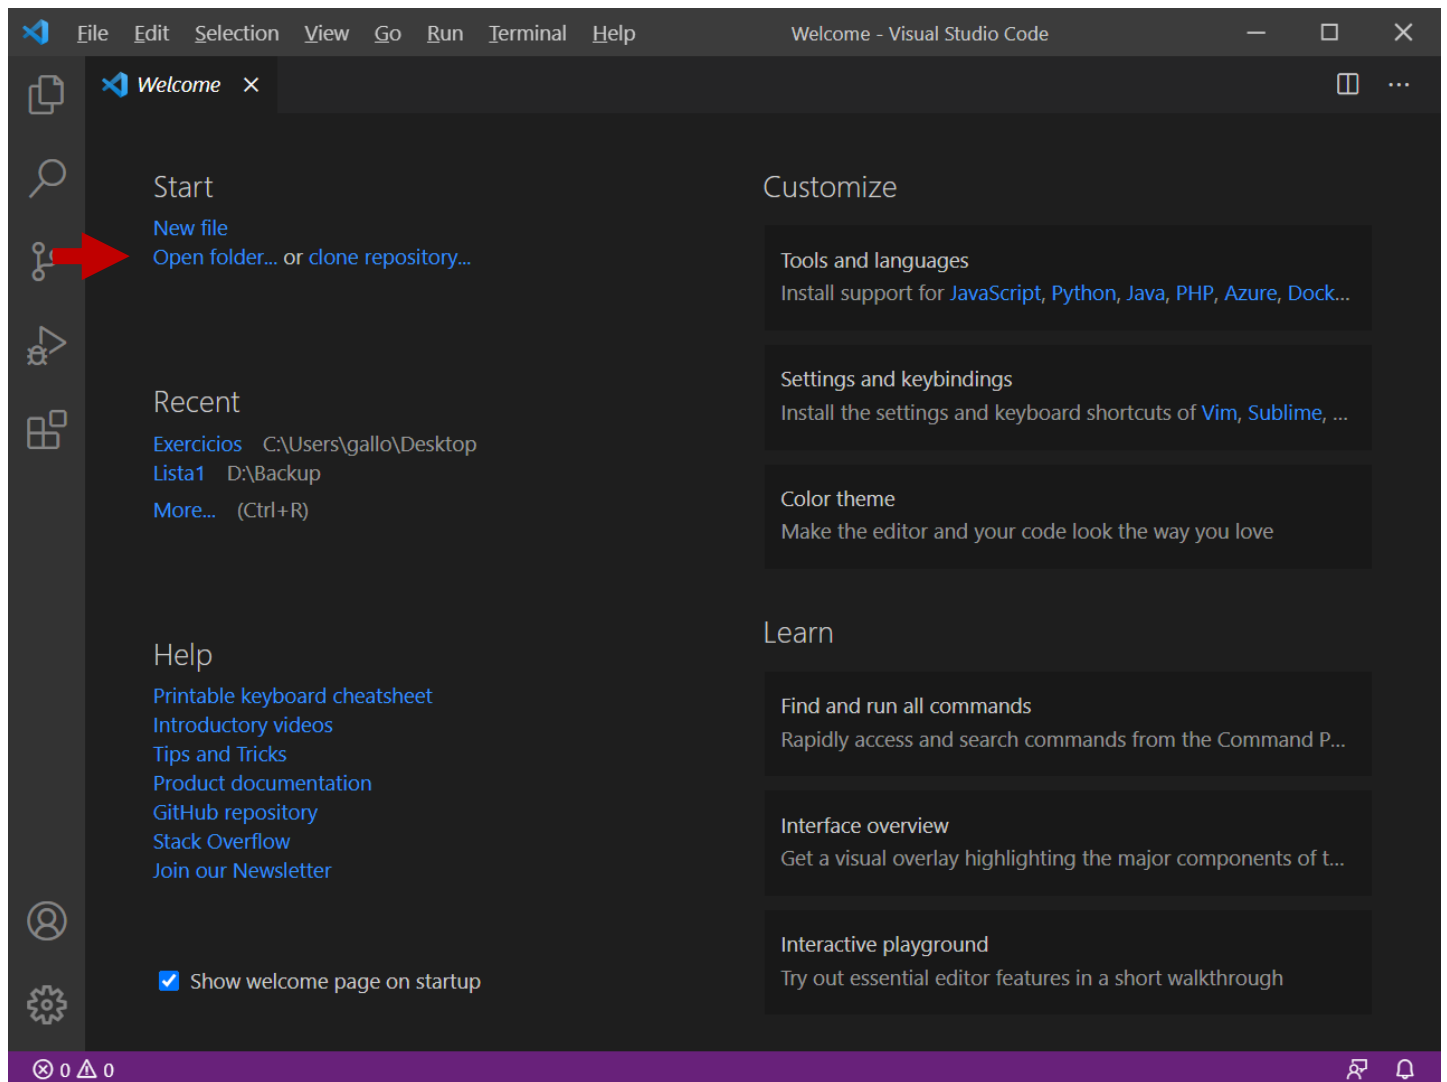 File Edit Selection View Go Run Terminal Help Welcome - Visual Studio Code
Welcome
Start
New file
Open folder... or clone repository...
Recent
Exercicios C:\Users\gallo\Desktop
Lista1 D:\Backup
More... (Ctrl+R)
Help
Printable keyboard cheatsheet
Introductory videos
Tips and Tricks
Product documentation
GitHub repository
Stack Overflow
Join our Newsletter
Show welcome page on startup
Customize
Tools and languages
Install support for JavaScript, Python, Java, PHP, Azure, Dock...
Settings and keybindings
Install the settings and keyboard shortcuts of Vim, Sublime, ...
Color theme
Make the editor and your code look the way you love
Learn
Find and run all commands
Rapidly access and search commands from the Command P...
Interface overview
Get a visual overlay highlighting the major components of t...
Interactive playground
Try out essential editor features in a short walkthrough
0 0